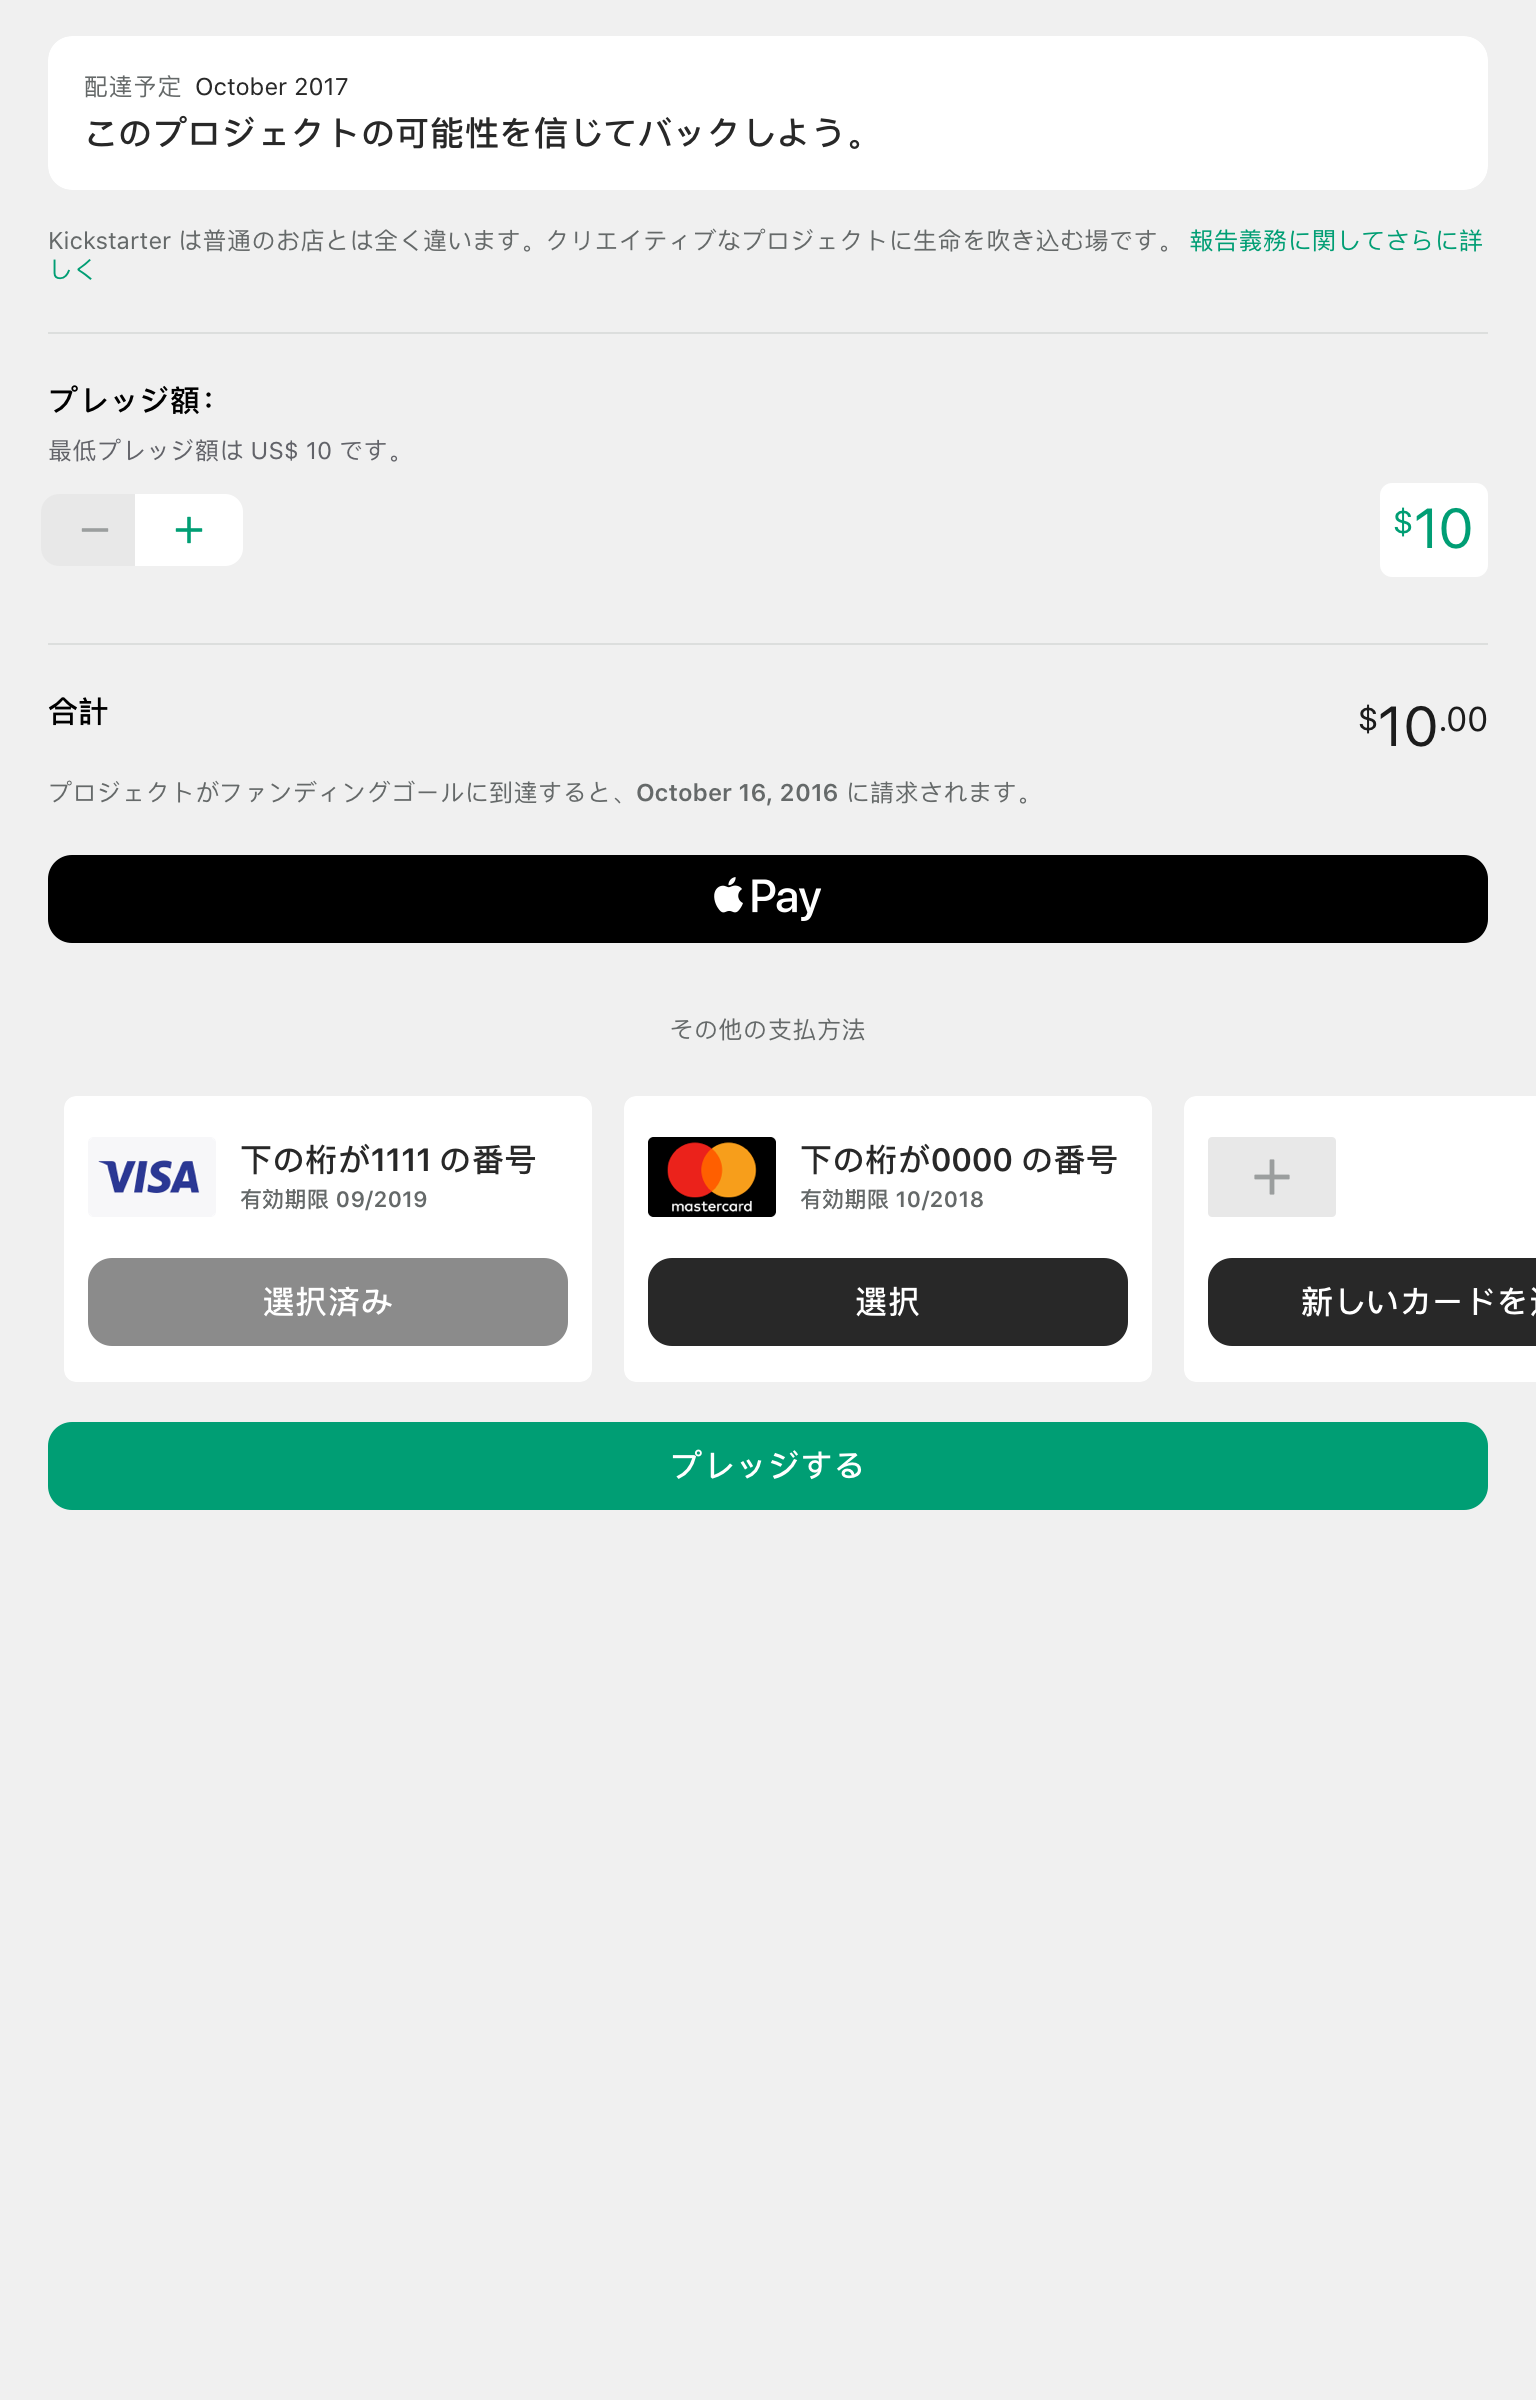 配達予定 October 2017
このプロジェクトの可能性を信じてバックしよう。
Kickstarter は普通のお店とは全く違います。クリエイティブなプロジェクトに生命を吹き込む場です。 報告義務に関してさらに詳
しく
プレッジ額:
最低プレッジ額は US$ 10 です。
− +
$10
合計
$10.00
プロジェクトがファンディングゴールに到達すると、October 16, 2016 に請求されます。
Pay
その他の支払方法
VISA
下の桁が1111 の番号
有効期限 09/2019
選択済み
mastercard
下の桁が0000 の番号
有効期限 10/2018
選択
+
新しいカードを
プレッジする